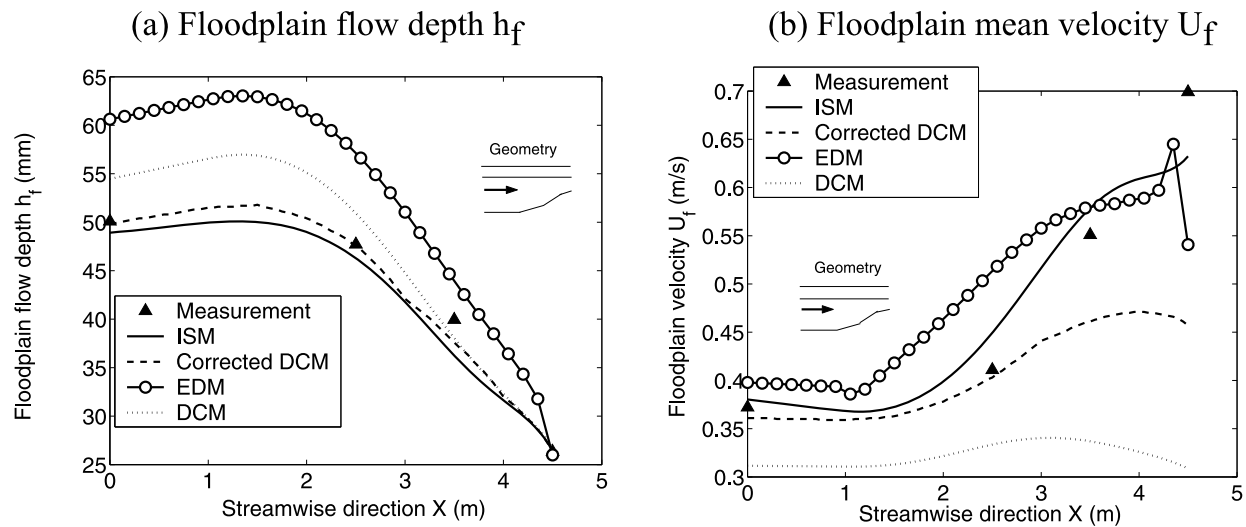 (a) Floodplain flow depth hf
65
60
55
50
45
40
35
30
25
0
1
2
3
4
5
Floodplain flow depth h_f (mm)
Streamwise direction X (m)
Geometry
Measurement
ISM
Corrected DCM
EDM
DCM
(b) Floodplain mean velocity Uf
0.7
0.65
0.6
0.55
0.5
0.45
0.4
0.35
0.3
0
1
2
3
4
5
Floodplain velocity U_f (m/s)
Streamwise direction X (m)
Geometry
Measurement
ISM
Corrected DCM
EDM
DCM